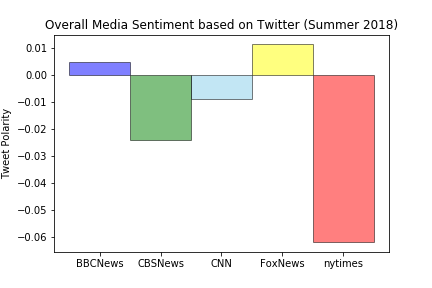 Overall Media Sentiment based on Twitter (Summer 2018)
0.01
0.00
−0.01
−0.02
−0.03
−0.04
−0.05
−0.06
Tweet Polarity
BBCNews CBSNews CNN FoxNews nytimes